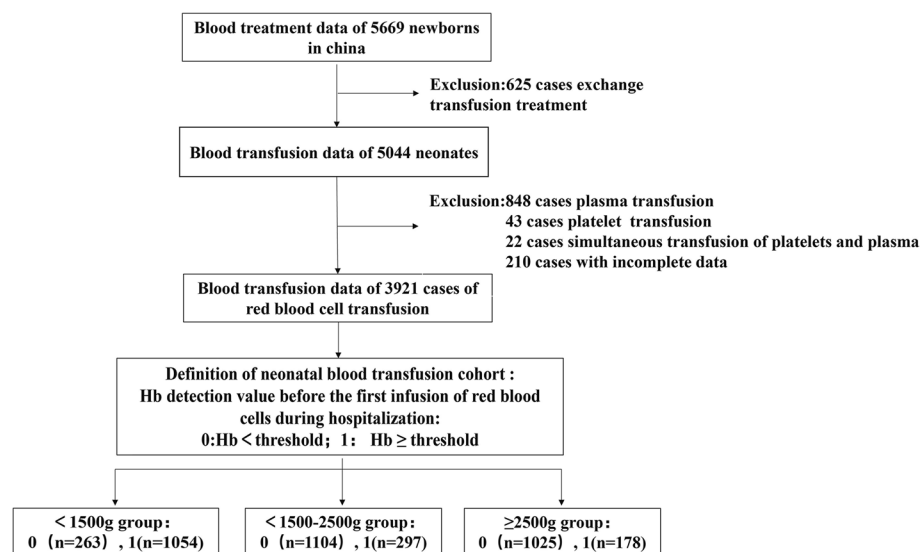 Blood treatment data of 5669 newborns
in china
Exclusion:625 cases exchange
transfusion treatment
Blood transfusion data of 5044 neonates
Exclusion:848 cases plasma transfusion
43 cases platelet transfusion
22 cases simultaneous transfusion of platelets and plasma
210 cases with incomplete data
Blood transfusion data of 3921 cases of
red blood cell transfusion
Definition of neonatal blood transfusion cohort :
Hb detection value before the first infusion of red blood
cells during hospitalization:
0:Hb < threshold；1： Hb ≥ threshold
< 1500g group：
0（n=263）, 1(n=1054)
< 1500-2500g group：
0（n=1104）, 1(n=297)
≥2500g group：
0（n=1025）, 1(n=178)